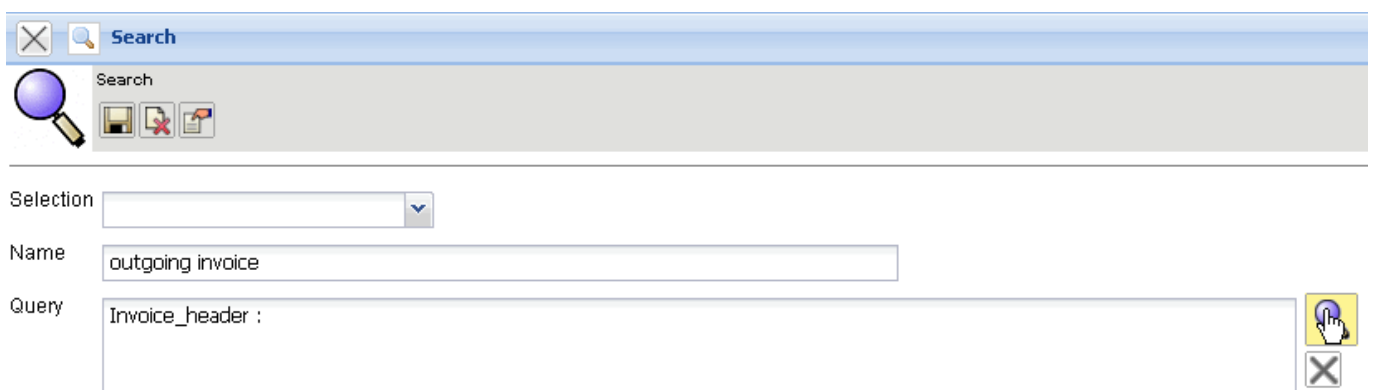 Search
Search
Selection
Name
outgoing invoice
Query
Invoice_header :